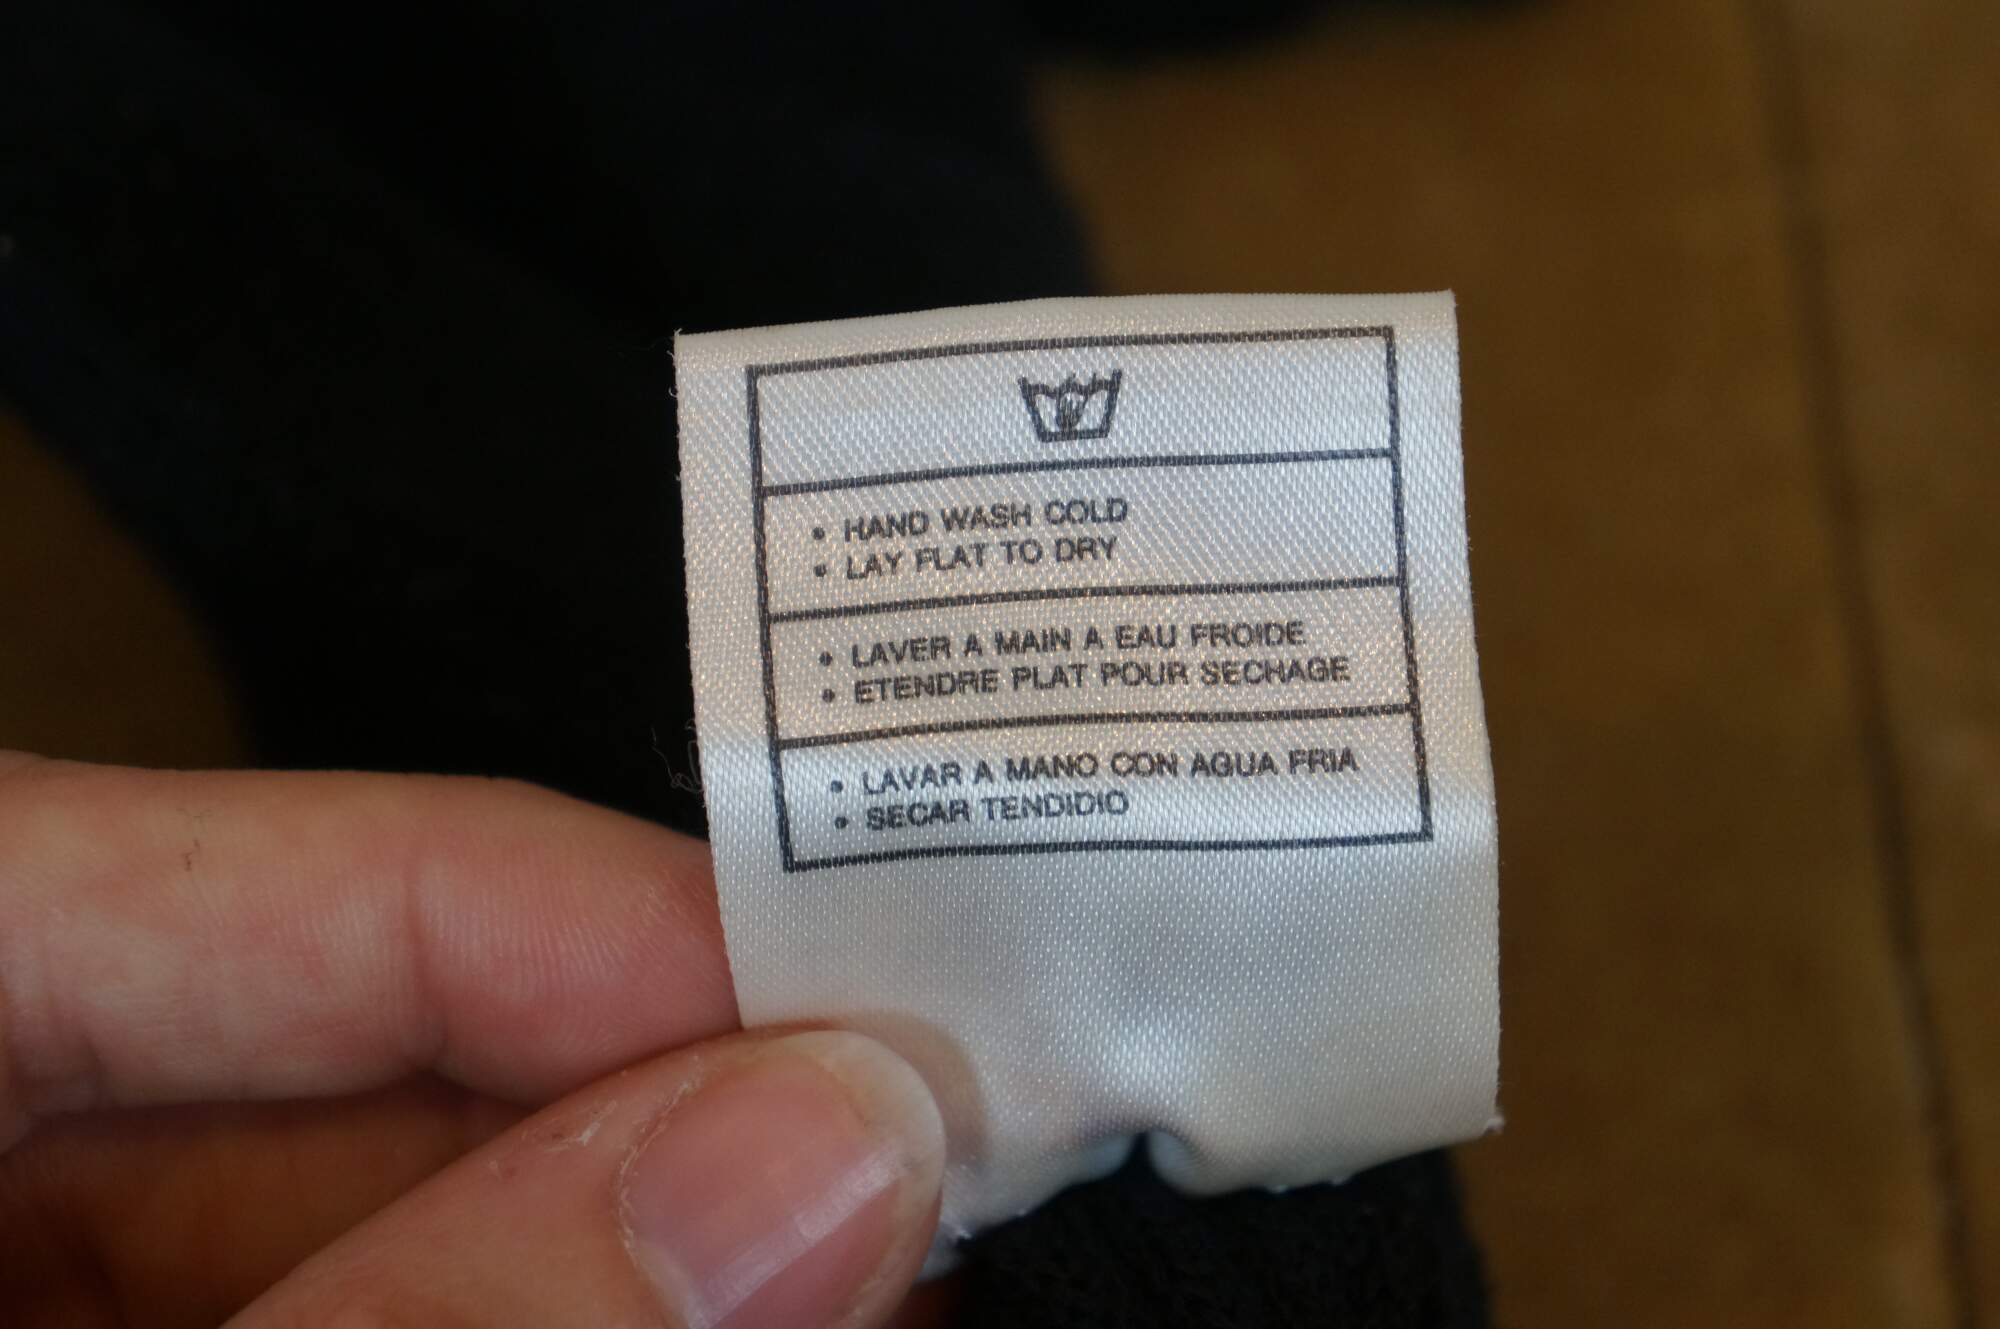 • HAND WASH COLD
• LAY FLAT TO DRY
• LAVER A MAIN A EAU FROIDE
• ETENDRE PLAT POUR SECHAGE
• LAVAR A MANO CON AGUA FRIA
• SECAR TENDIDIO